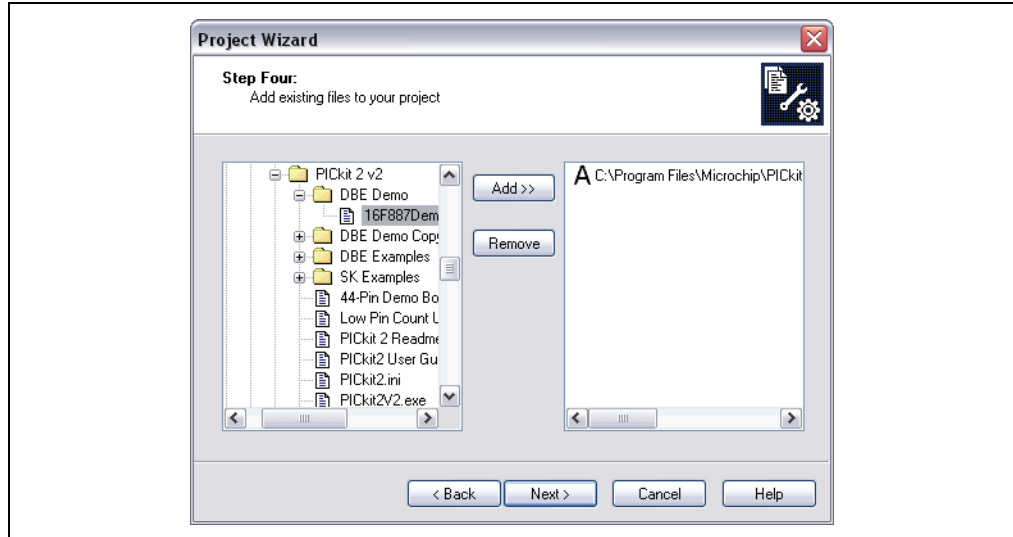 Project Wizard
Step Four:
Add existing files to your project
PICkit 2 v2
DBE Demo
16F887Dem
DBE Demo Copy
DBE Examples
SK Examples
44-Pin Demo Bo
Low Pin Count U
PICkit 2 Readme
PICkit2 User Gu
PICkit2.ini
PICkit2V2.exe
Add >>
Remove
A C:\Program Files\Microchip\PICkit
< Back
Next >
Cancel
Help